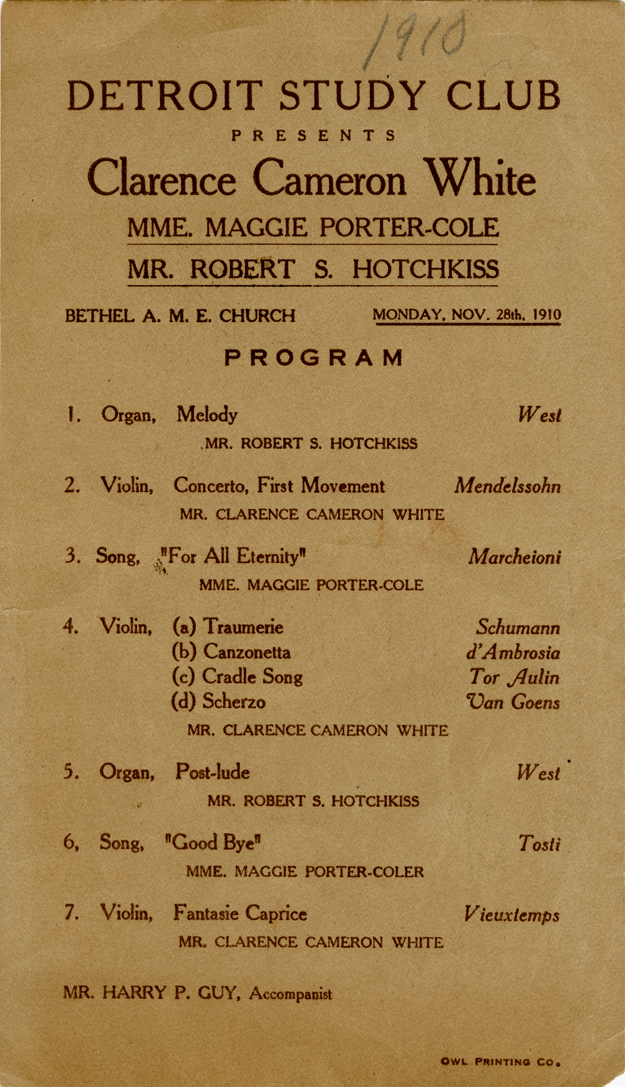 1910
DETROIT STUDY CLUB
PRESENTS
Clarence Cameron White
MME. MAGGIE PORTER-COLE
MR. ROBERT S. HOTCHKISS
BETHEL A. M. E. CHURCH MONDAY, NOV. 28th, 1910
PROGRAM
1. Organ, Melody West
MR. ROBERT S. HOTCHKISS
2. Violin, Concerto, First Movement Mendelssohn
MR. CLARENCE CAMERON WHITE
3. Song, "For All Eternity" Marcheioni
MME. MAGGIE PORTER-COLE
4. Violin, (a) Traumerie Schumann
(b) Canzonetta d'Ambrosia
(c) Cradle Song Tor Aulin
(d) Scherzo Van Goens
MR. CLARENCE CAMERON WHITE
5. Organ, Post-lude West
MR. ROBERT S. HOTCHKISS
6, Song, "Good Bye" Tosti
MME. MAGGIE PORTER-COLER
7. Violin, Fantasie Caprice Vieuxtemps
MR. CLARENCE CAMERON WHITE
MR. HARRY P. GUY, Accompanist
OWL PRINTING CO.